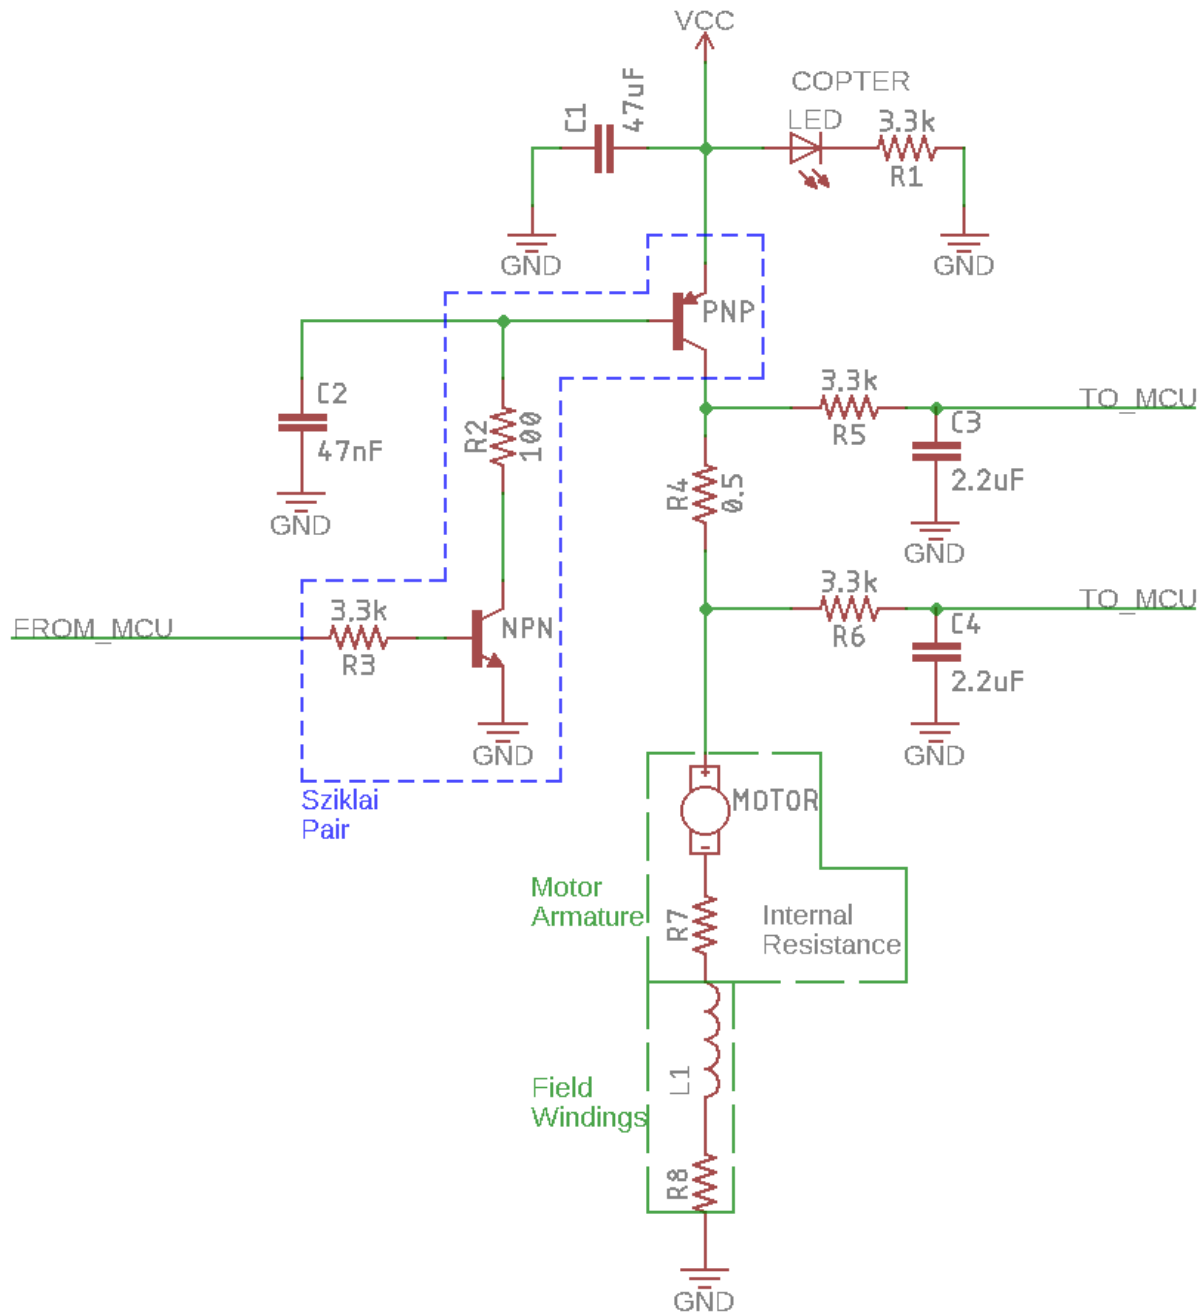 VCC
COPTER
LED
C1
47uF
3.3k
R1
GND
GND
PNP
C2
47nF
GND
R2
100
3.3k
R5
TO_MCU
C3
2.2uF
GND
R4
0.5
3.3k
R6
TO_MCU
C4
2.2uF
GND
FROM_MCU
3.3k
R3
NPN
GND
Sziklai
Pair
MOTOR
+
-
Motor
Armature
R7
Internal
Resistance
Field
Windings
L1
R8
GND